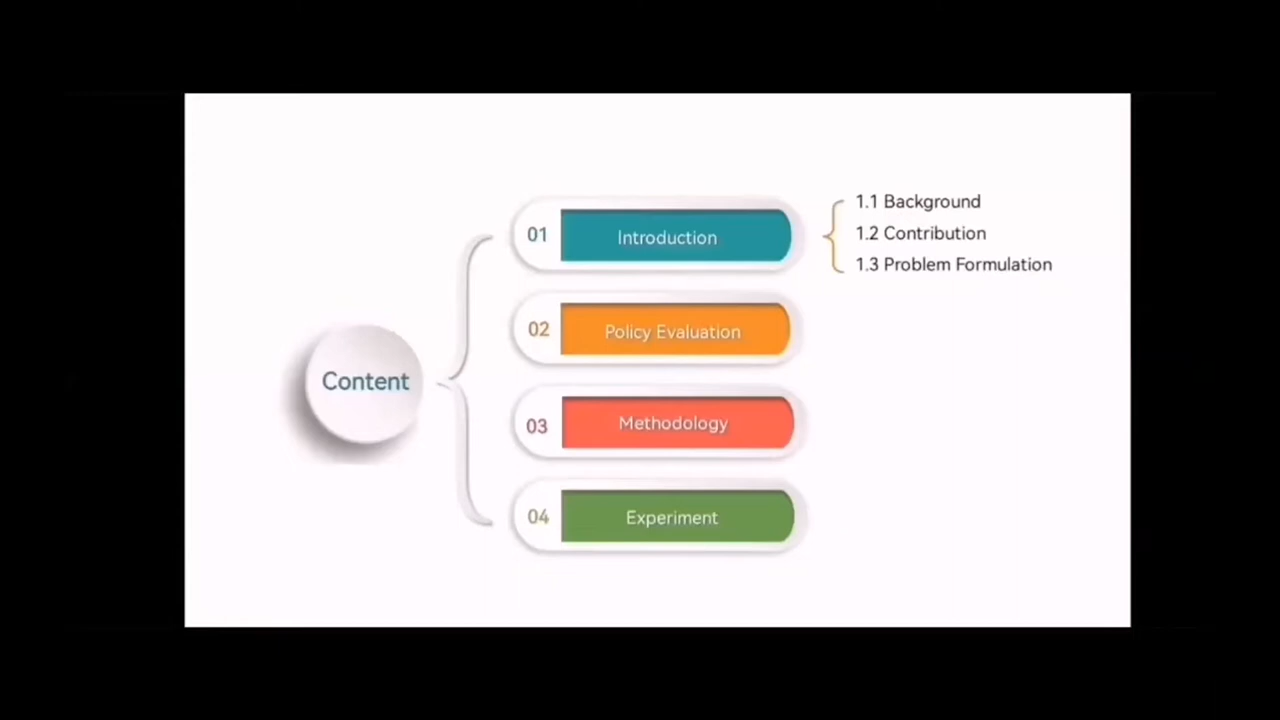 Content
01 Introduction
1.1 Background
1.2 Contribution
1.3 Problem Formulation
02 Policy Evaluation
03 Methodology
04 Experiment